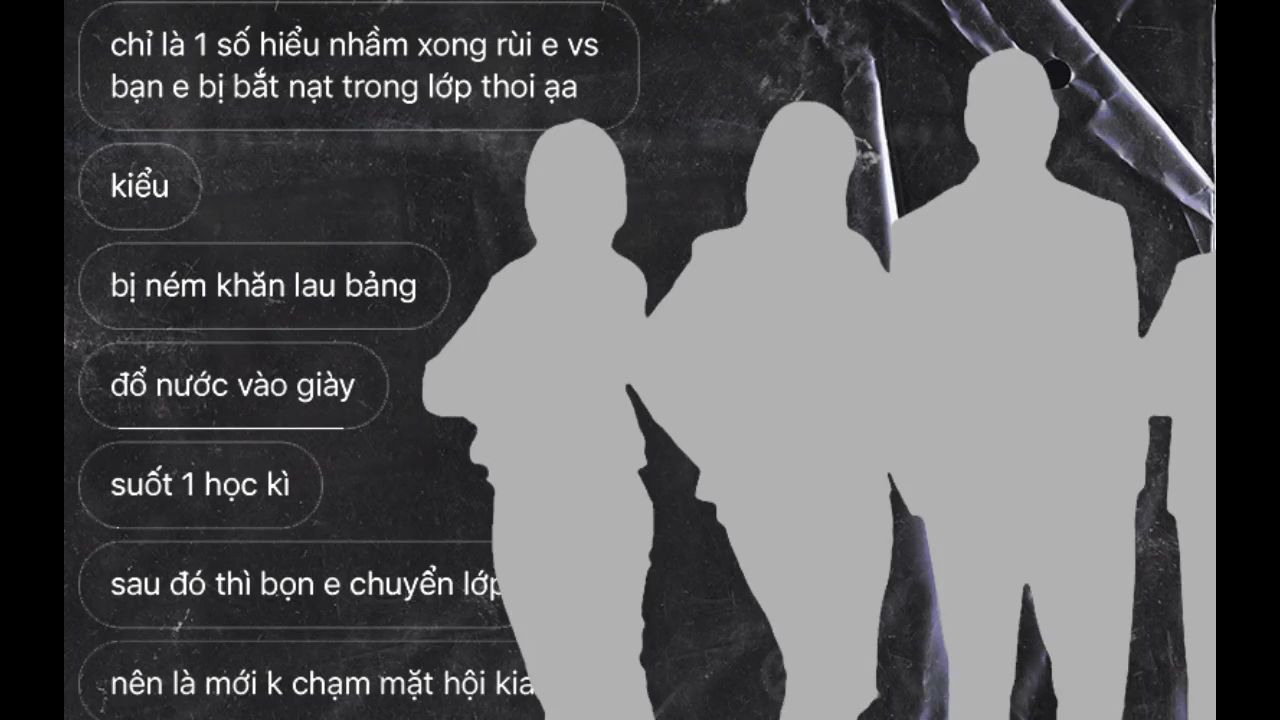 chỉ là 1 số hiểu nhầm xong rùi e vs
bạn e bị bắt nạt trong lớp thoi ạa
kiểu
bị ném khăn lau bảng
đổ nước vào giày
suốt 1 học kì
sau đó thì bọn e chuyển lớp
nên là mới k chạm mặt hội kia